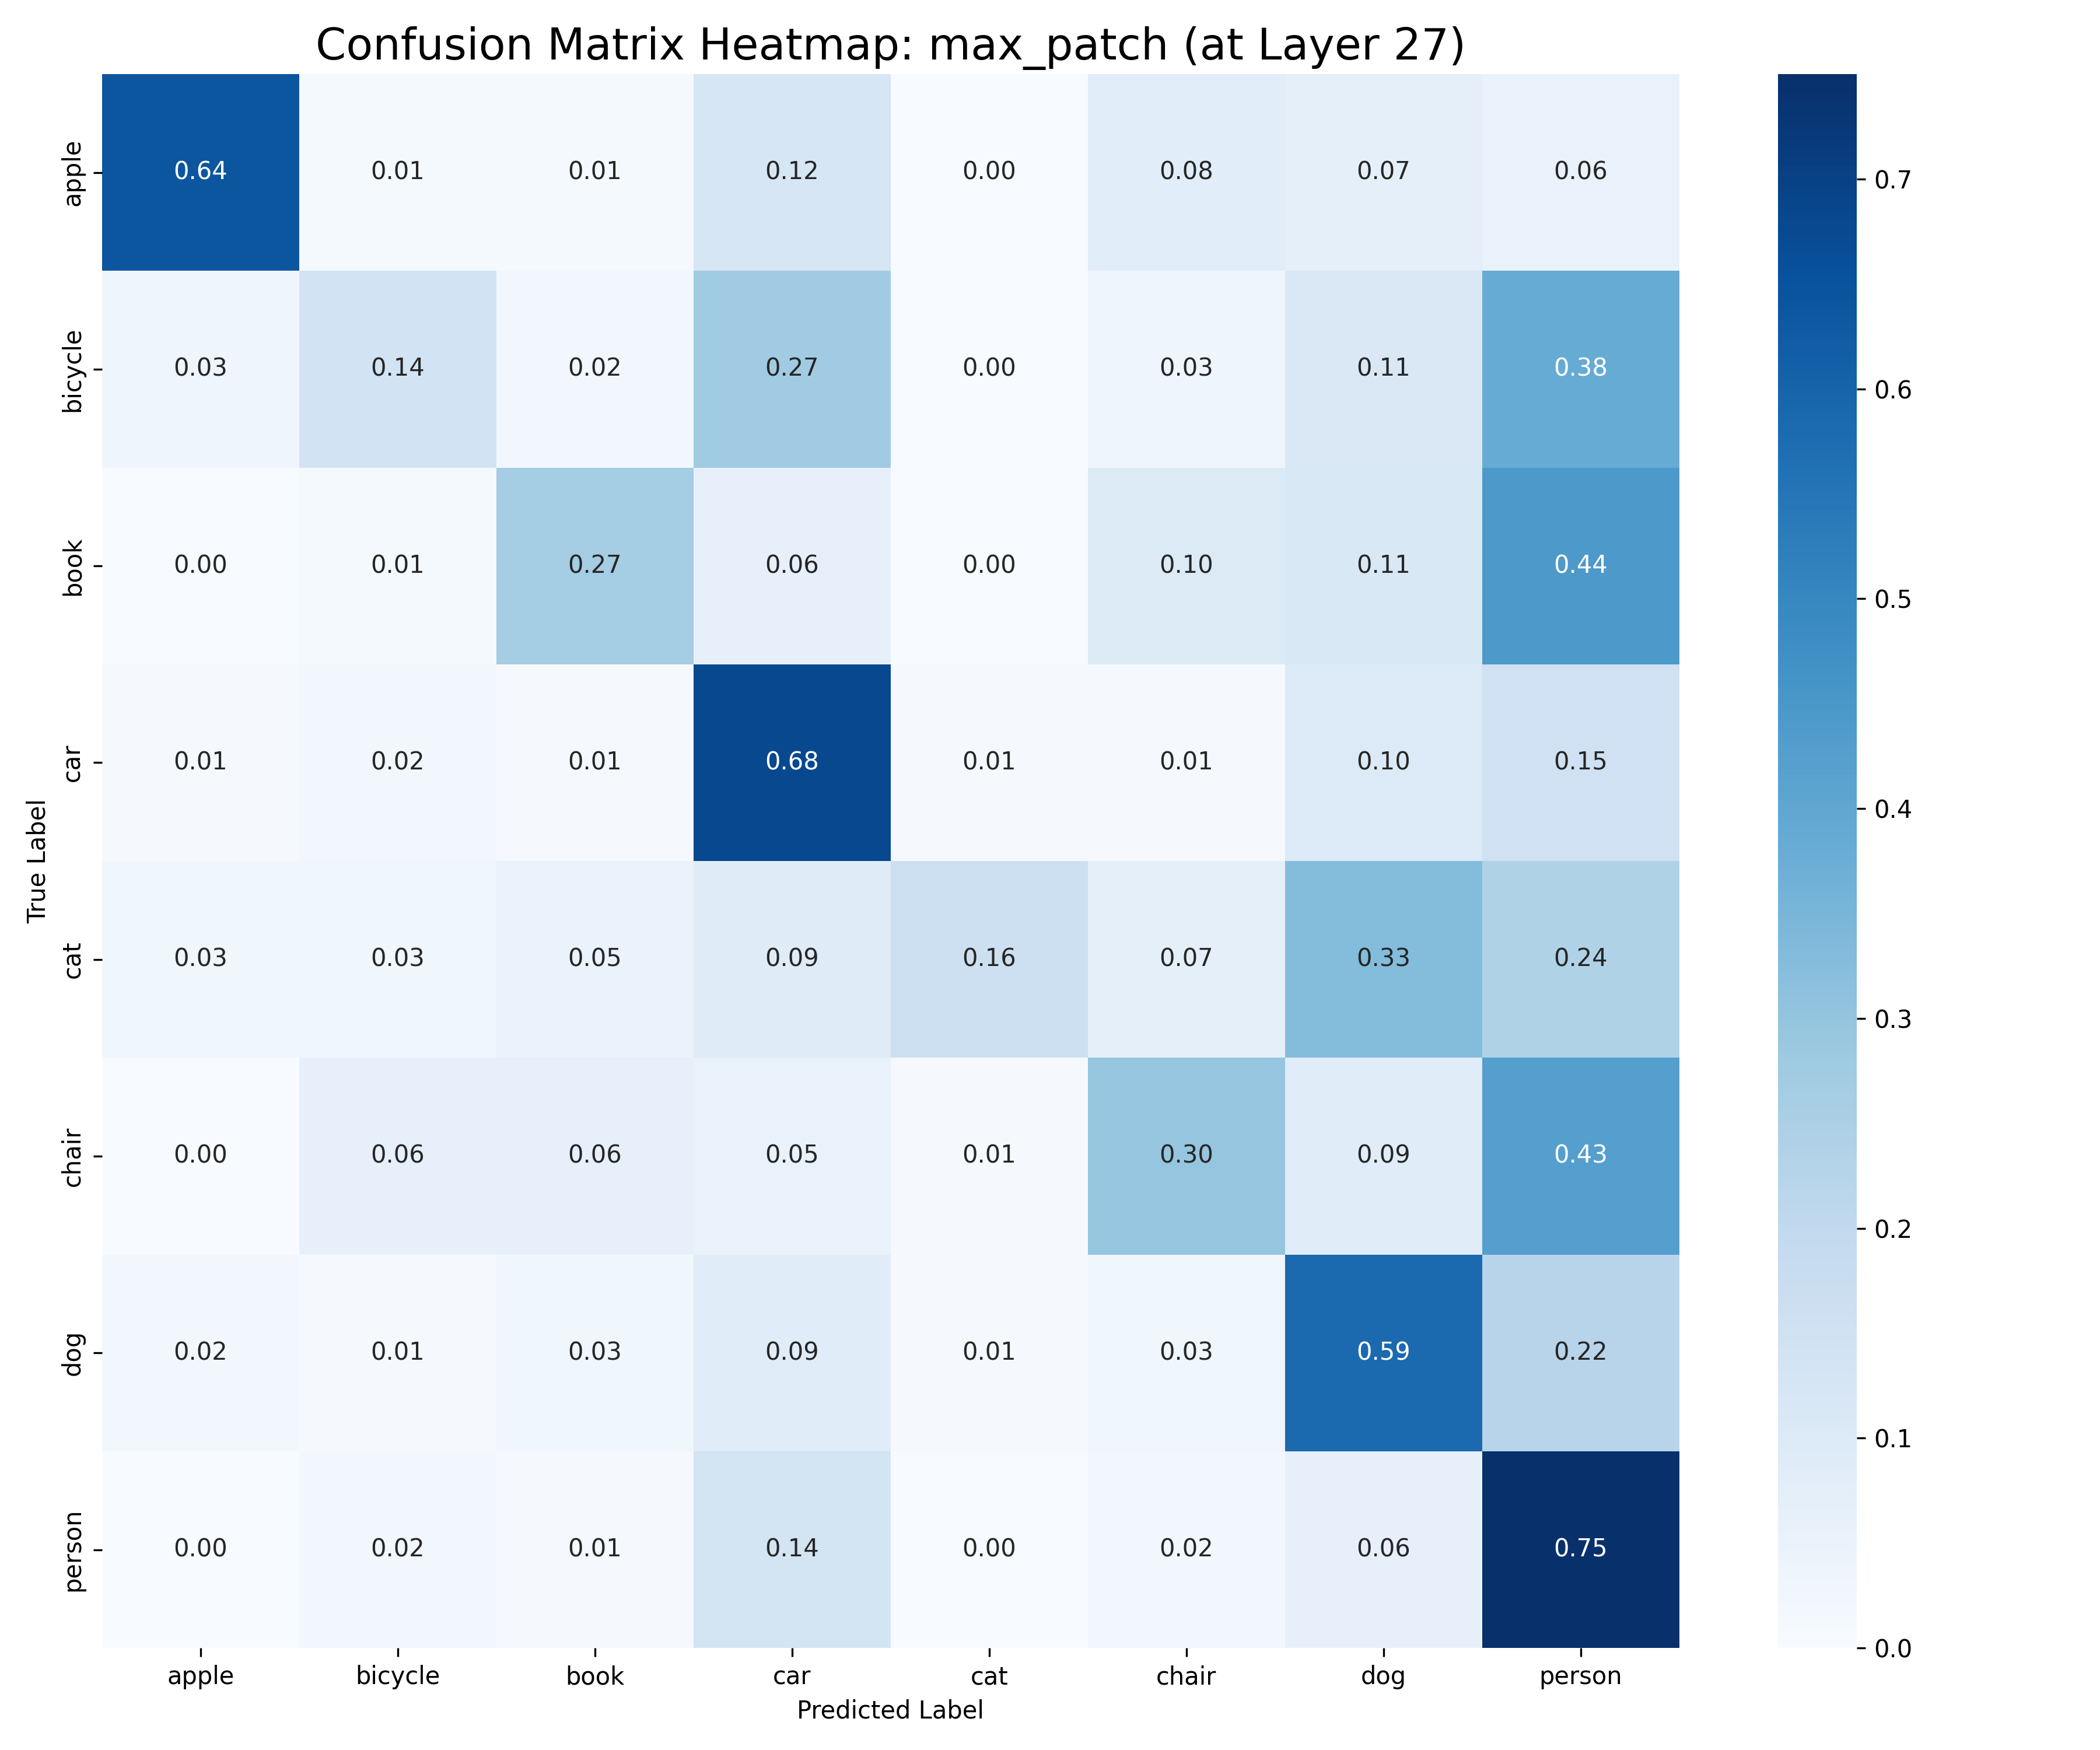 Confusion Matrix Heatmap: max_patch (at Layer 27)
True Label
apple 0.64 0.01 0.01 0.12 0.00 0.08 0.07 0.06
bicycle 0.03 0.14 0.02 0.27 0.00 0.03 0.11 0.38
book 0.00 0.01 0.27 0.06 0.00 0.10 0.11 0.44
car 0.01 0.02 0.01 0.68 0.01 0.01 0.10 0.15
cat 0.03 0.03 0.05 0.09 0.16 0.07 0.33 0.24
chair 0.00 0.06 0.06 0.05 0.01 0.30 0.09 0.43
dog 0.02 0.01 0.03 0.09 0.01 0.03 0.59 0.22
person 0.00 0.02 0.01 0.14 0.00 0.02 0.06 0.75
apple bicycle book car cat chair dog person
Predicted Label
0.7
0.6
0.5
0.4
0.3
0.2
0.1
0.0